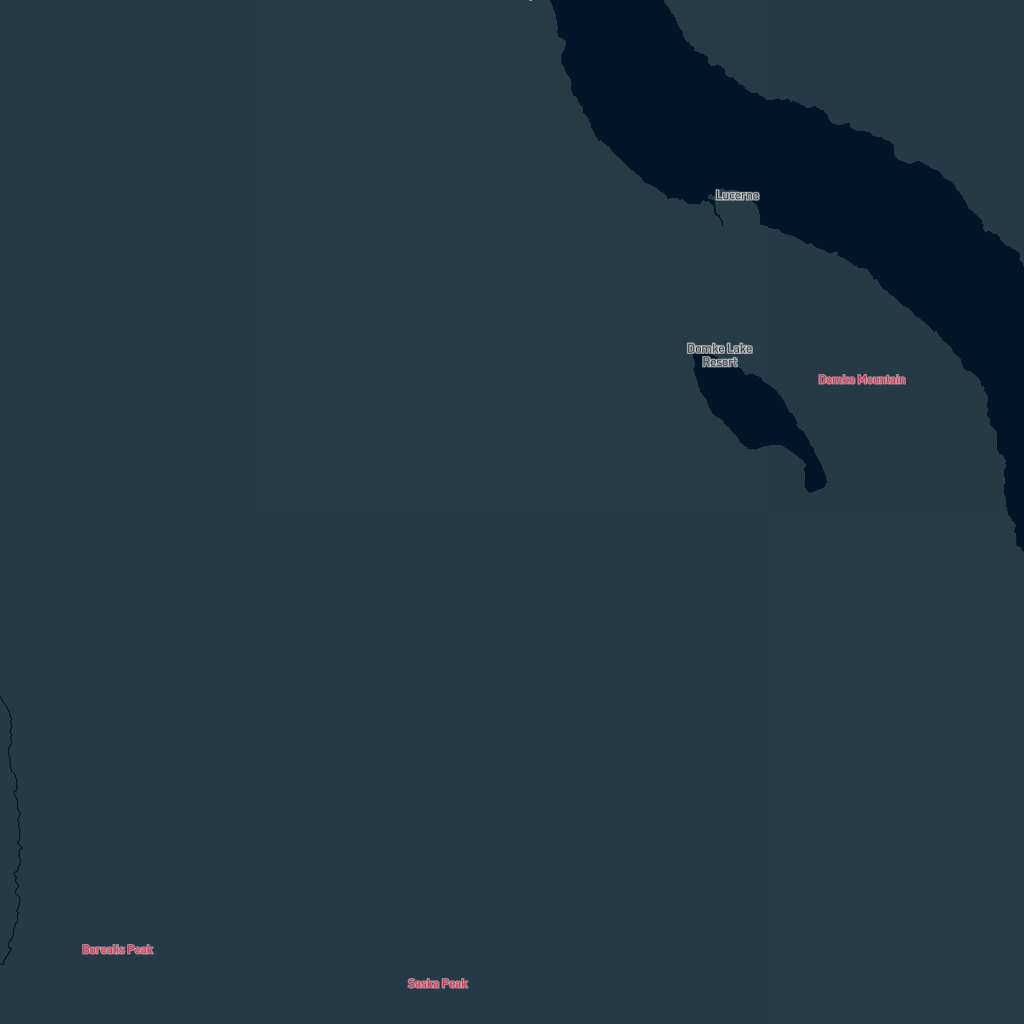 Lucerne
Domke Lake
Resort
Domke Mountain
Borealis Peak
Saska Peak